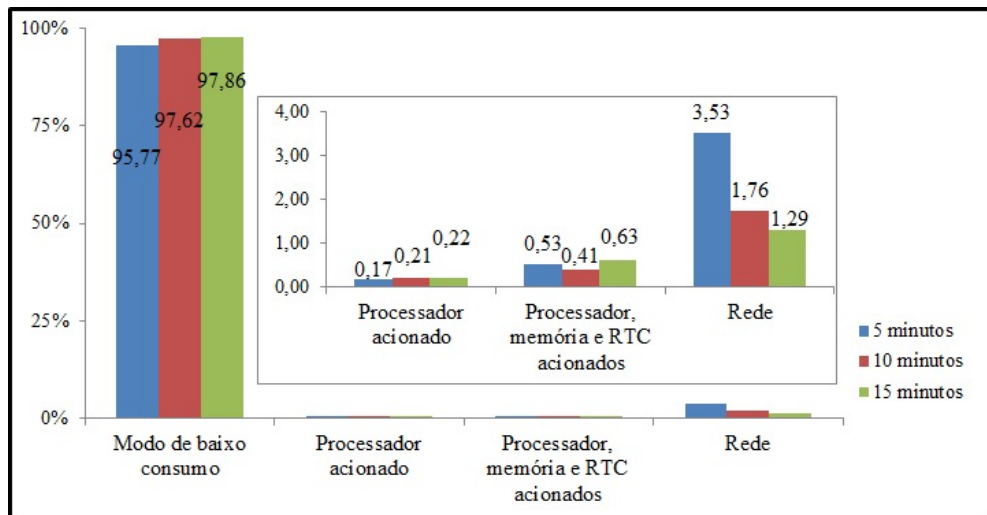 100%
75%
50%
25%
0%
95,77
97,62
97,86
4,00
3,00
2,00
1,00
0,00
0,17
0,21
0,22
0,53
0,41
0,63
3,53
1,76
1,29
Processador
acionado
Processador,
memória e RTC
acionados
Rede
5 minutos
10 minutos
15 minutos
Modo de baixo
consumo
Processador
acionado
Processador,
memória e RTC
acionados
Rede